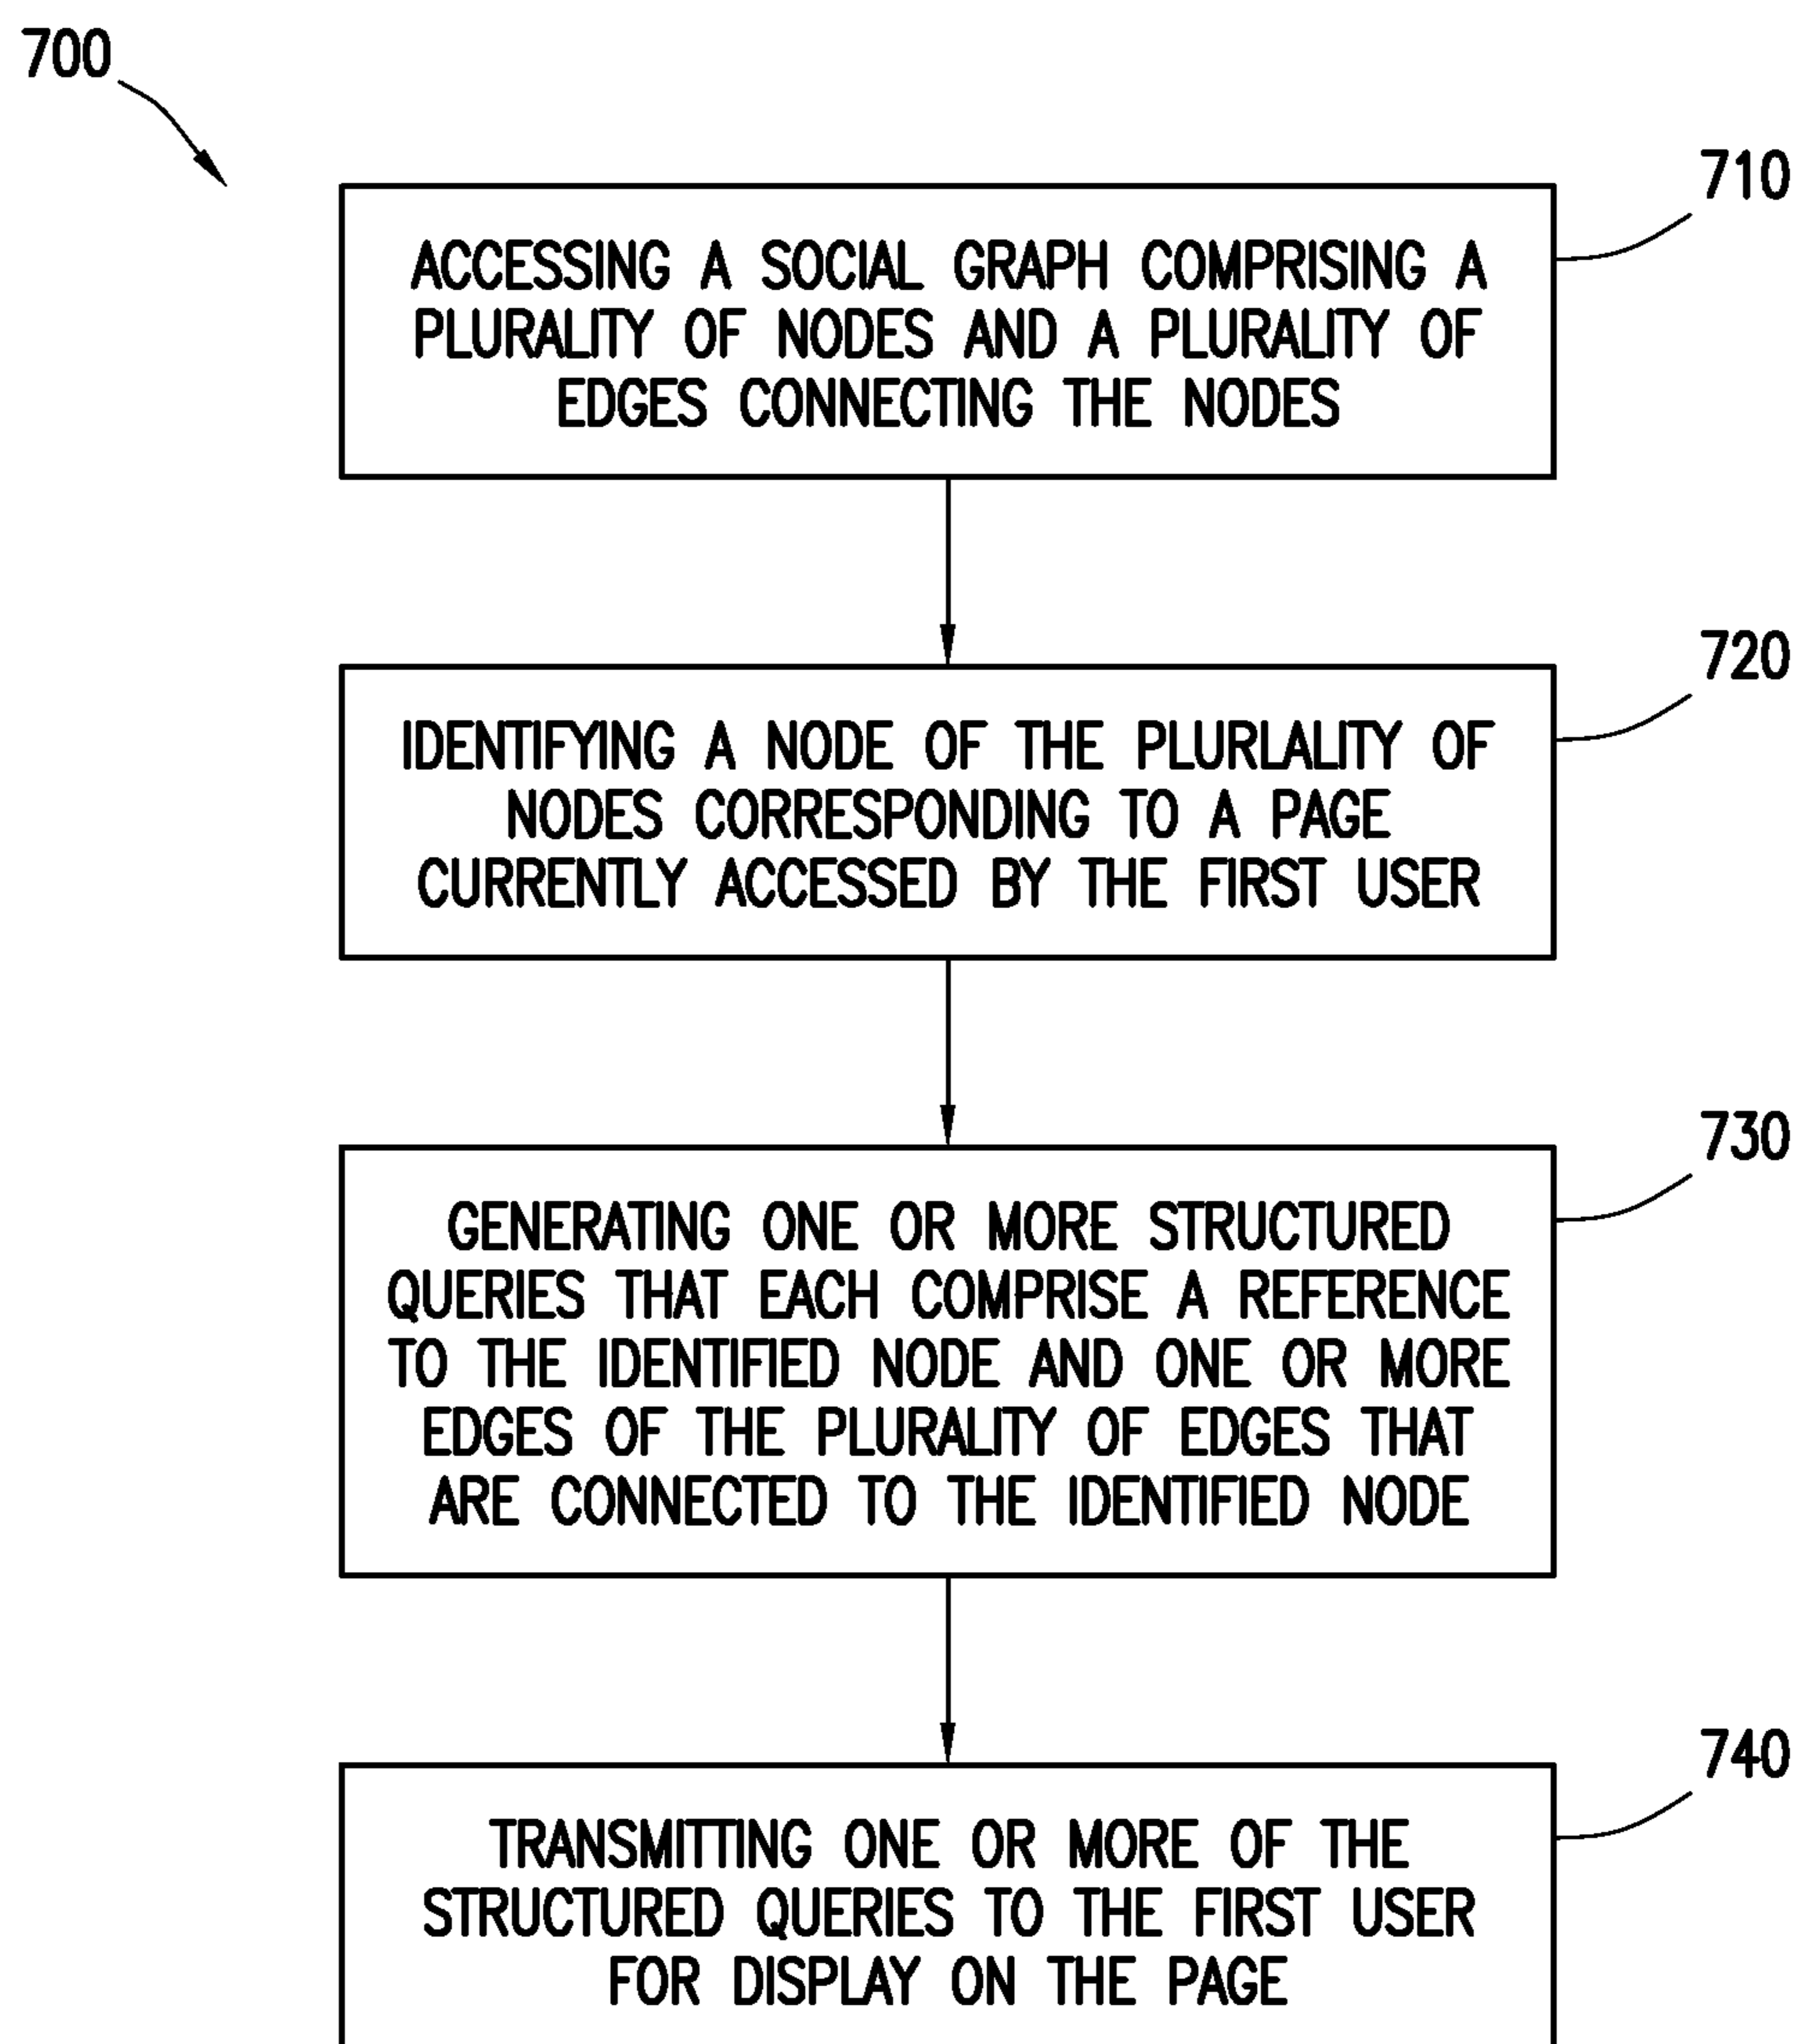 700
710
ACCESSING A SOCIAL GRAPH COMPRISING A
PLURALITY OF NODES AND A PLURALITY OF
EDGES CONNECTING THE NODES
720
IDENTIFYING A NODE OF THE PLURLALITY OF
NODES CORRESPONDING TO A PAGE
CURRENTLY ACCESSED BY THE FIRST USER
730
GENERATING ONE OR MORE STRUCTURED
QUERIES THAT EACH COMPRISE A REFERENCE
TO THE IDENTIFIED NODE AND ONE OR MORE
EDGES OF THE PLURALITY OF EDGES THAT
ARE CONNECTED TO THE IDENTIFIED NODE
740
TRANSMITTING ONE OR MORE OF THE
STRUCTURED QUERIES TO THE FIRST USER
FOR DISPLAY ON THE PAGE